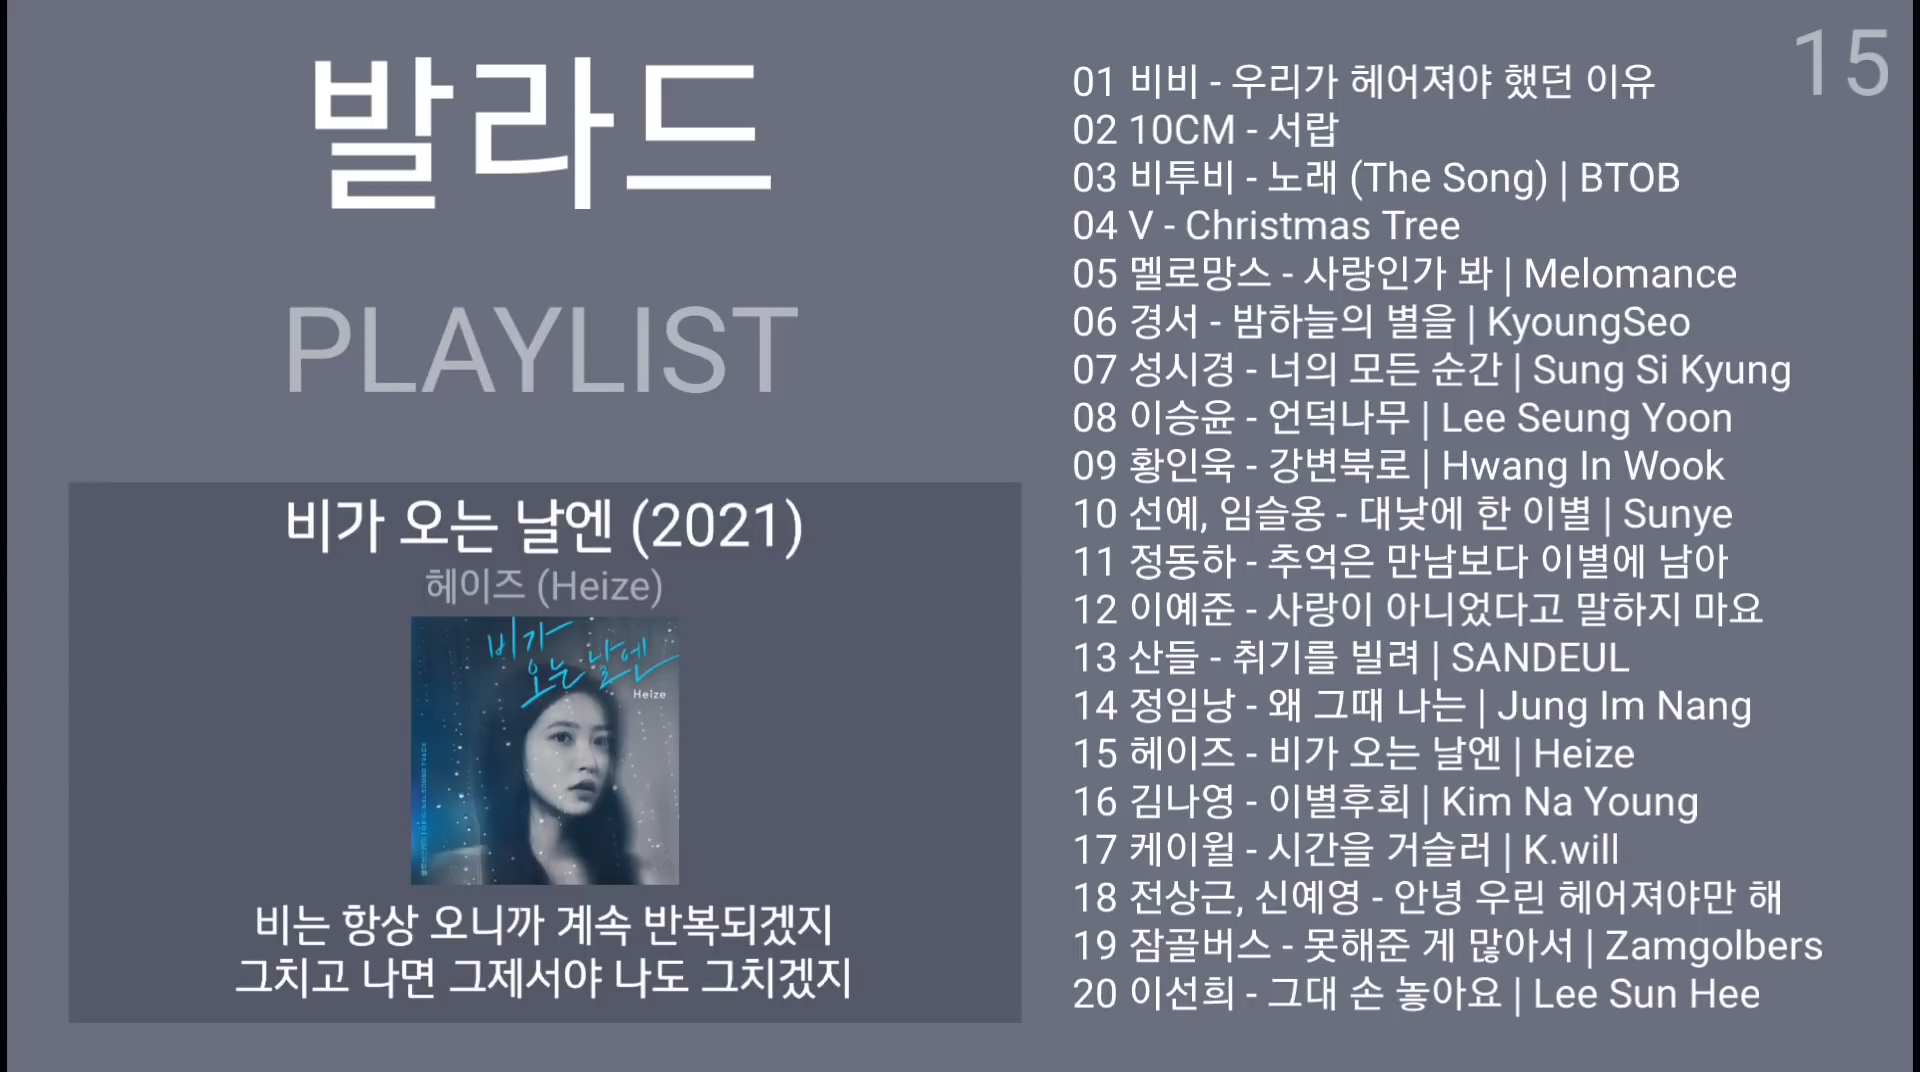 발라드
PLAYLIST
비가 오는 날엔 (2021)
헤이즈 (Heize)
비가
오는 날엔
Heize
비는 항상 오니까 계속 반복되겠지
그치고 나면 그제서야 나도 그치겠지
15
01 비비 - 우리가 헤어져야 했던 이유
02 10CM - 서랍
03 비투비 - 노래 (The Song) | BTOB
04 V - Christmas Tree
05 멜로망스 - 사랑인가 봐 | Melomance
06 경서 - 밤하늘의 별을 | KyoungSeo
07 성시경 - 너의 모든 순간 | Sung Si Kyung
08 이승윤 - 언덕나무 | Lee Seung Yoon
09 황인욱 - 강변북로 | Hwang In Wook
10 선예, 임슬옹 - 대낮에 한 이별 | Sunye
11 정동하 - 추억은 만남보다 이별에 남아
12 이예준 - 사랑이 아니었다고 말하지 마요
13 산들 - 취기를 빌려 | SANDEUL
14 정임낭 - 왜 그때 나는 | Jung Im Nang
15 헤이즈 - 비가 오는 날엔 | Heize
16 김나영 - 이별후회 | Kim Na Young
17 케이윌 - 시간을 거슬러 | K.will
18 전상근, 신예영 - 안녕 우린 헤어져야만 해
19 잠골버스 - 못해준 게 많아서 | Zamgolbers
20 이선희 - 그대 손 놓아요 | Lee Sun Hee